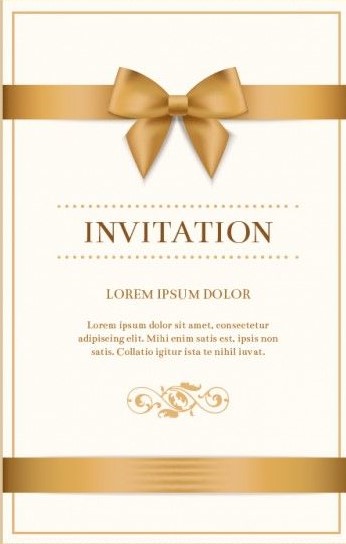 INVITATION
LOREM IPSUM DOLOR
Lorem ipsum dolor sit amet, consectetur
adipiscing elit. Mihi enim satis est, ipsis non
satis. Collatio igitur ista te nihil iuvat.